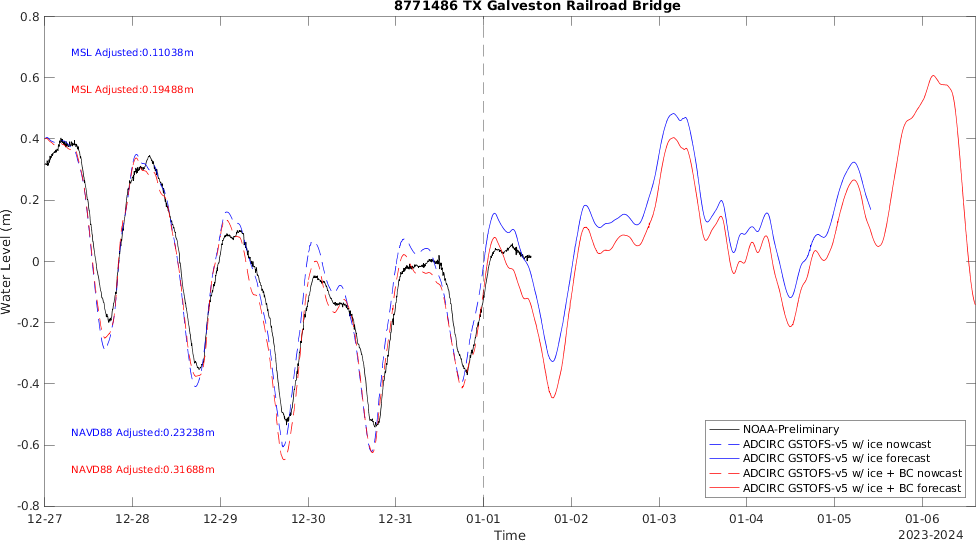 8771486 TX Galveston Railroad Bridge
0.8
0.6
0.4
0.2
0
-0.2
-0.4
-0.6
-0.8
Water Level (m)
MSL Adjusted:0.11038m
MSL Adjusted:0.19488m
NAVD88 Adjusted:0.23238m
NAVD88 Adjusted:0.31688m
NOAA-Preliminary
ADCIRC GSTOFS-v5 w/ ice nowcast
ADCIRC GSTOFS-v5 w/ ice forecast
ADCIRC GSTOFS-v5 w/ ice + BC nowcast
ADCIRC GSTOFS-v5 w/ ice + BC forecast
12-27 12-28 12-29 12-30 12-31 01-01 01-02 01-03 01-04 01-05 01-06
Time
2023-2024